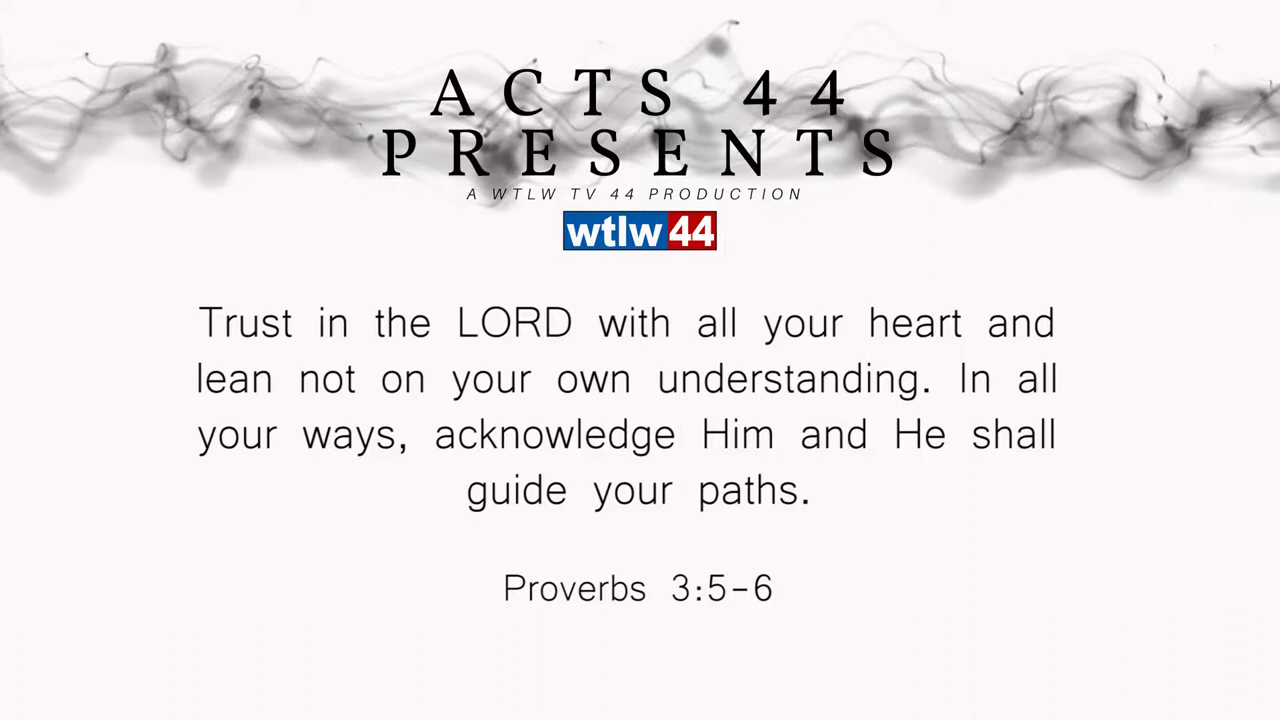 ACTS 44
PRESENTS
A WTLW TV 44 PRODUCTION
wtlw44
Trust in the LORD with all your heart and
lean not on your own understanding. In all
your ways, acknowledge Him and He shall
guide your paths.
Proverbs 3:5-6